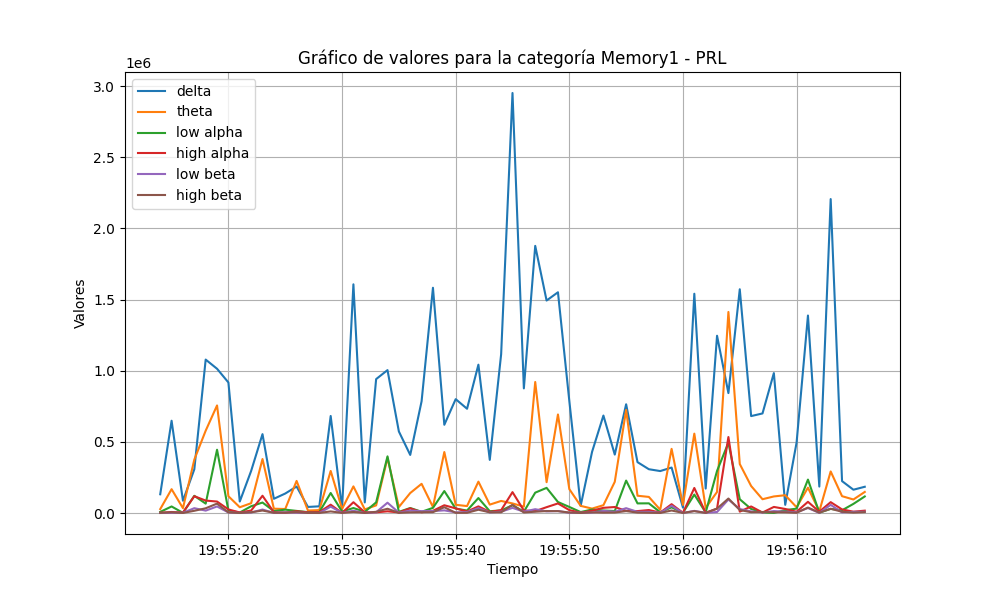 Gráfico de valores para la categoría Memory1 - PRL
1e6
3.0
2.5
2.0
1.5
1.0
0.5
0.0
Valores
delta
theta
low alpha
high alpha
low beta
high beta
19:55:20 19:55:30 19:55:40 19:55:50 19:56:00 19:56:10
Tiempo